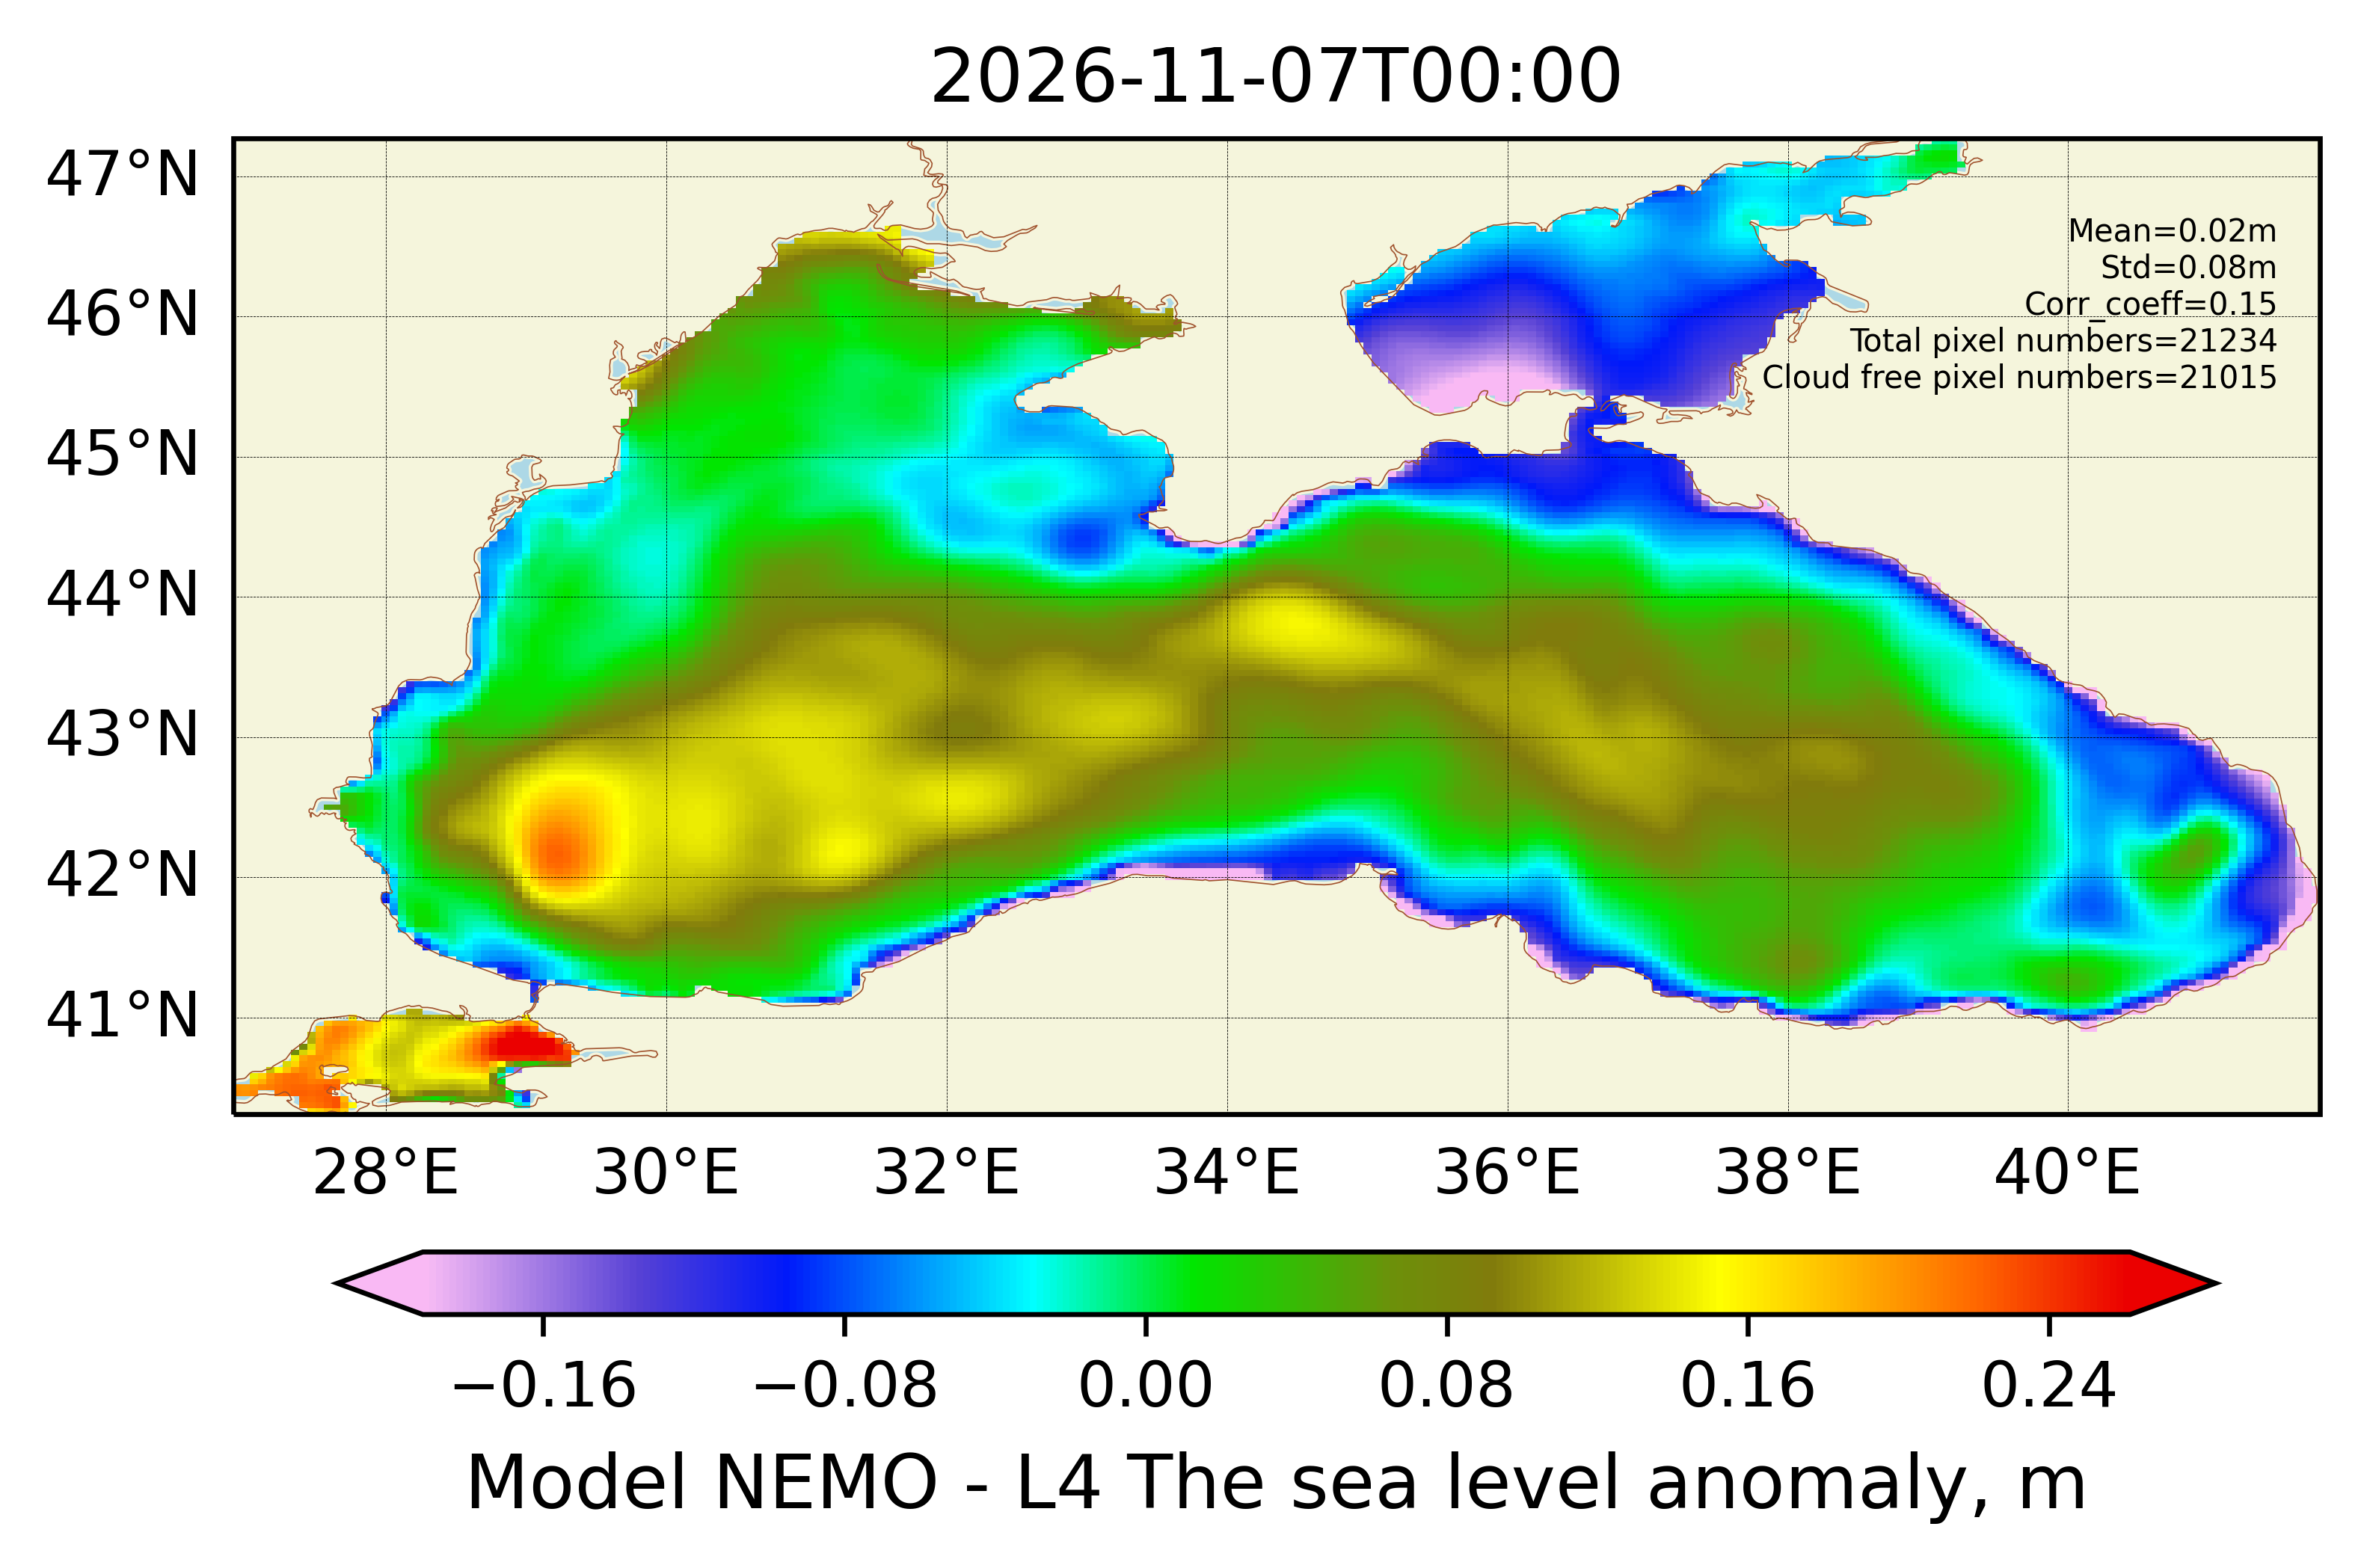 2026-11-07T00:00
47°N
46°N
45°N
44°N
43°N
42°N
41°N
Mean=0.02m
Std=0.08m
Corr_coeff=0.15
Total pixel numbers=21234
Cloud free pixel numbers=21015
28°E 30°E 32°E 34°E 36°E 38°E 40°E
−0.16 −0.08 0.00 0.08 0.16 0.24
Model NEMO - L4 The sea level anomaly, m